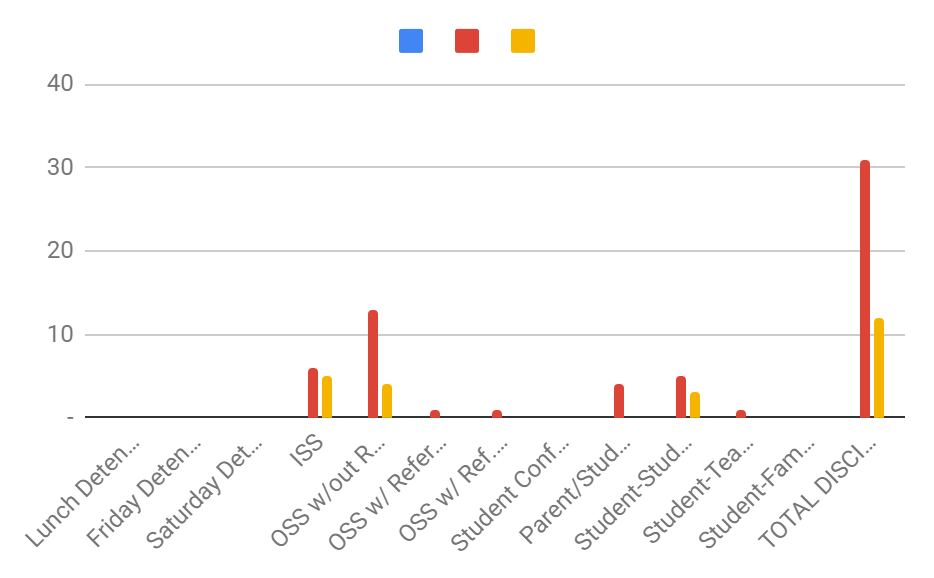 40
30
20
10
-
Lunch Deten...
Friday Deten...
Saturday Det...
ISS
OSS w/out R...
OSS w/ Refer...
OSS w/ Ref...
Student Conf...
Parent/Stud...
Student-Stud...
Student-Tea...
Student-Fam...
TOTAL DISCI...